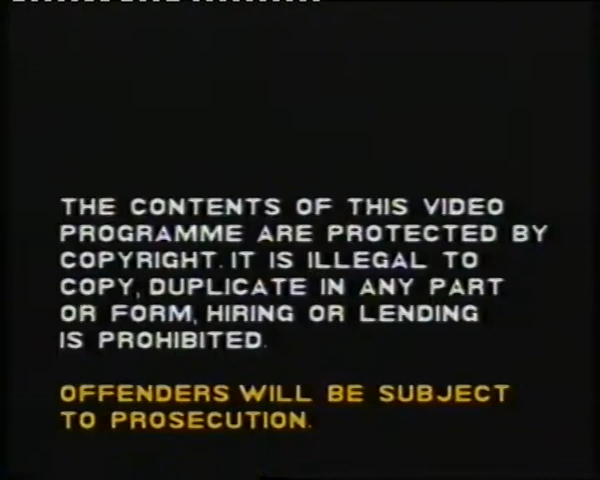 THE CONTENTS OF THIS VIDEO
PROGRAMME ARE PROTECTED BY
COPYRIGHT. IT IS ILLEGAL TO
COPY, DUPLICATE IN ANY PART
OR FORM, HIRING OR LENDING
IS PROHIBITED.
OFFENDERS WILL BE SUBJECT
TO PROSECUTION.